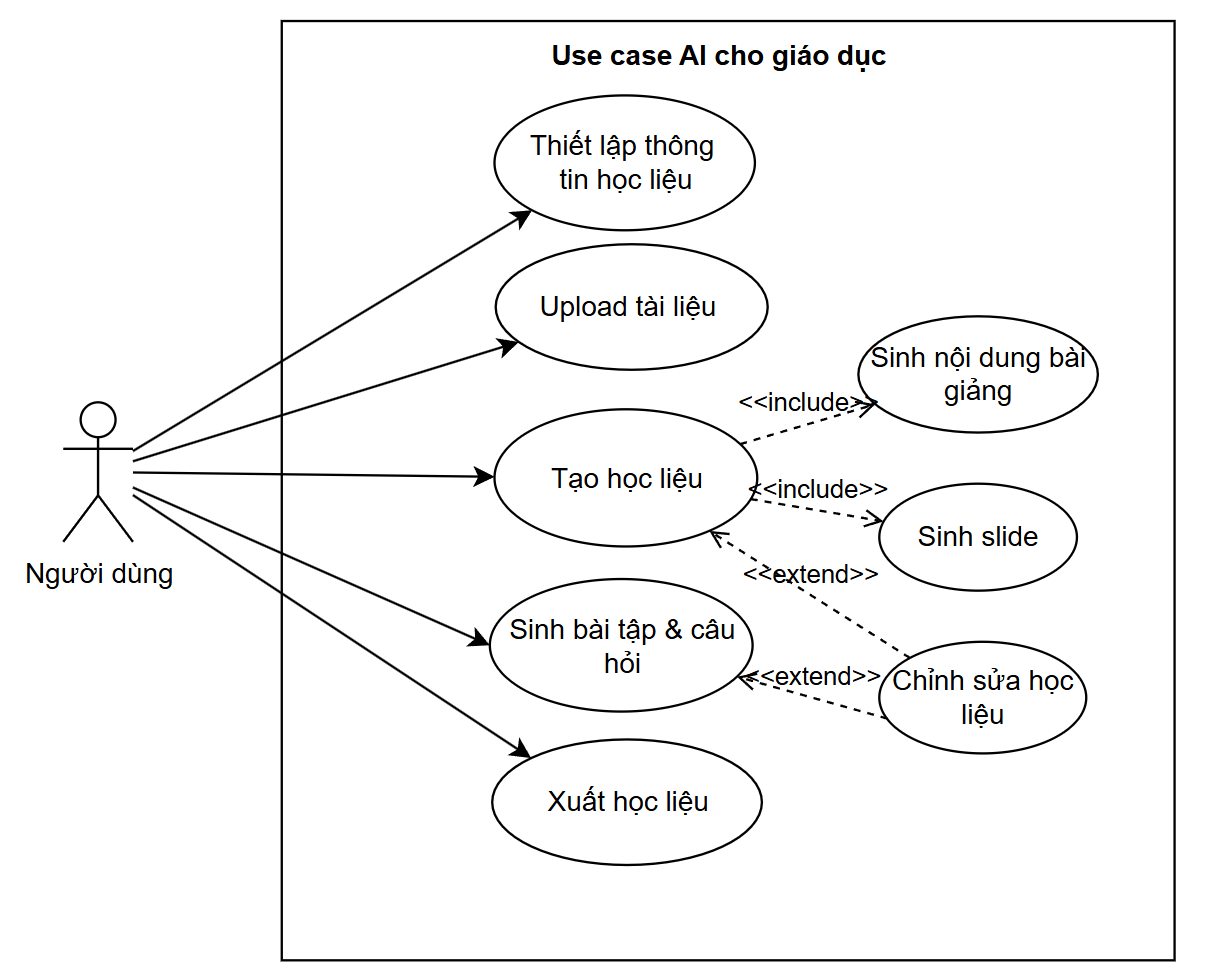 Use case AI cho giáo dục
Thiết lập thông
tin học liệu
Upload tài liệu
Sinh nội dung bài
giảng
<<include>>
Tạo học liệu
<<include>>
Sinh slide
Người dùng
<<extend>>
Sinh bài tập & câu
hỏi
<<extend>>
Chỉnh sửa học
liệu
Xuất học liệu